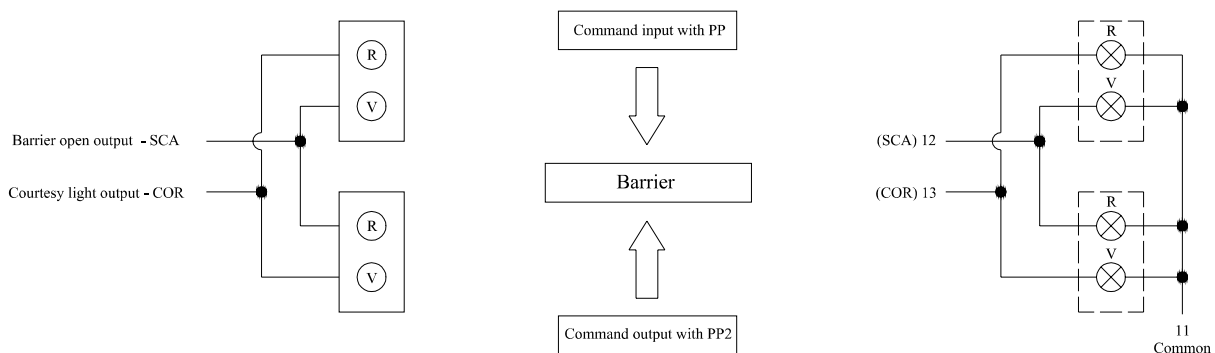 R
V
Barrier open output - SCA
Courtesy light output - COR
R
V
Command input with PP
Barrier
Command output with PP2
R
V
(SCA) 12
(COR) 13
R
V
11
Common